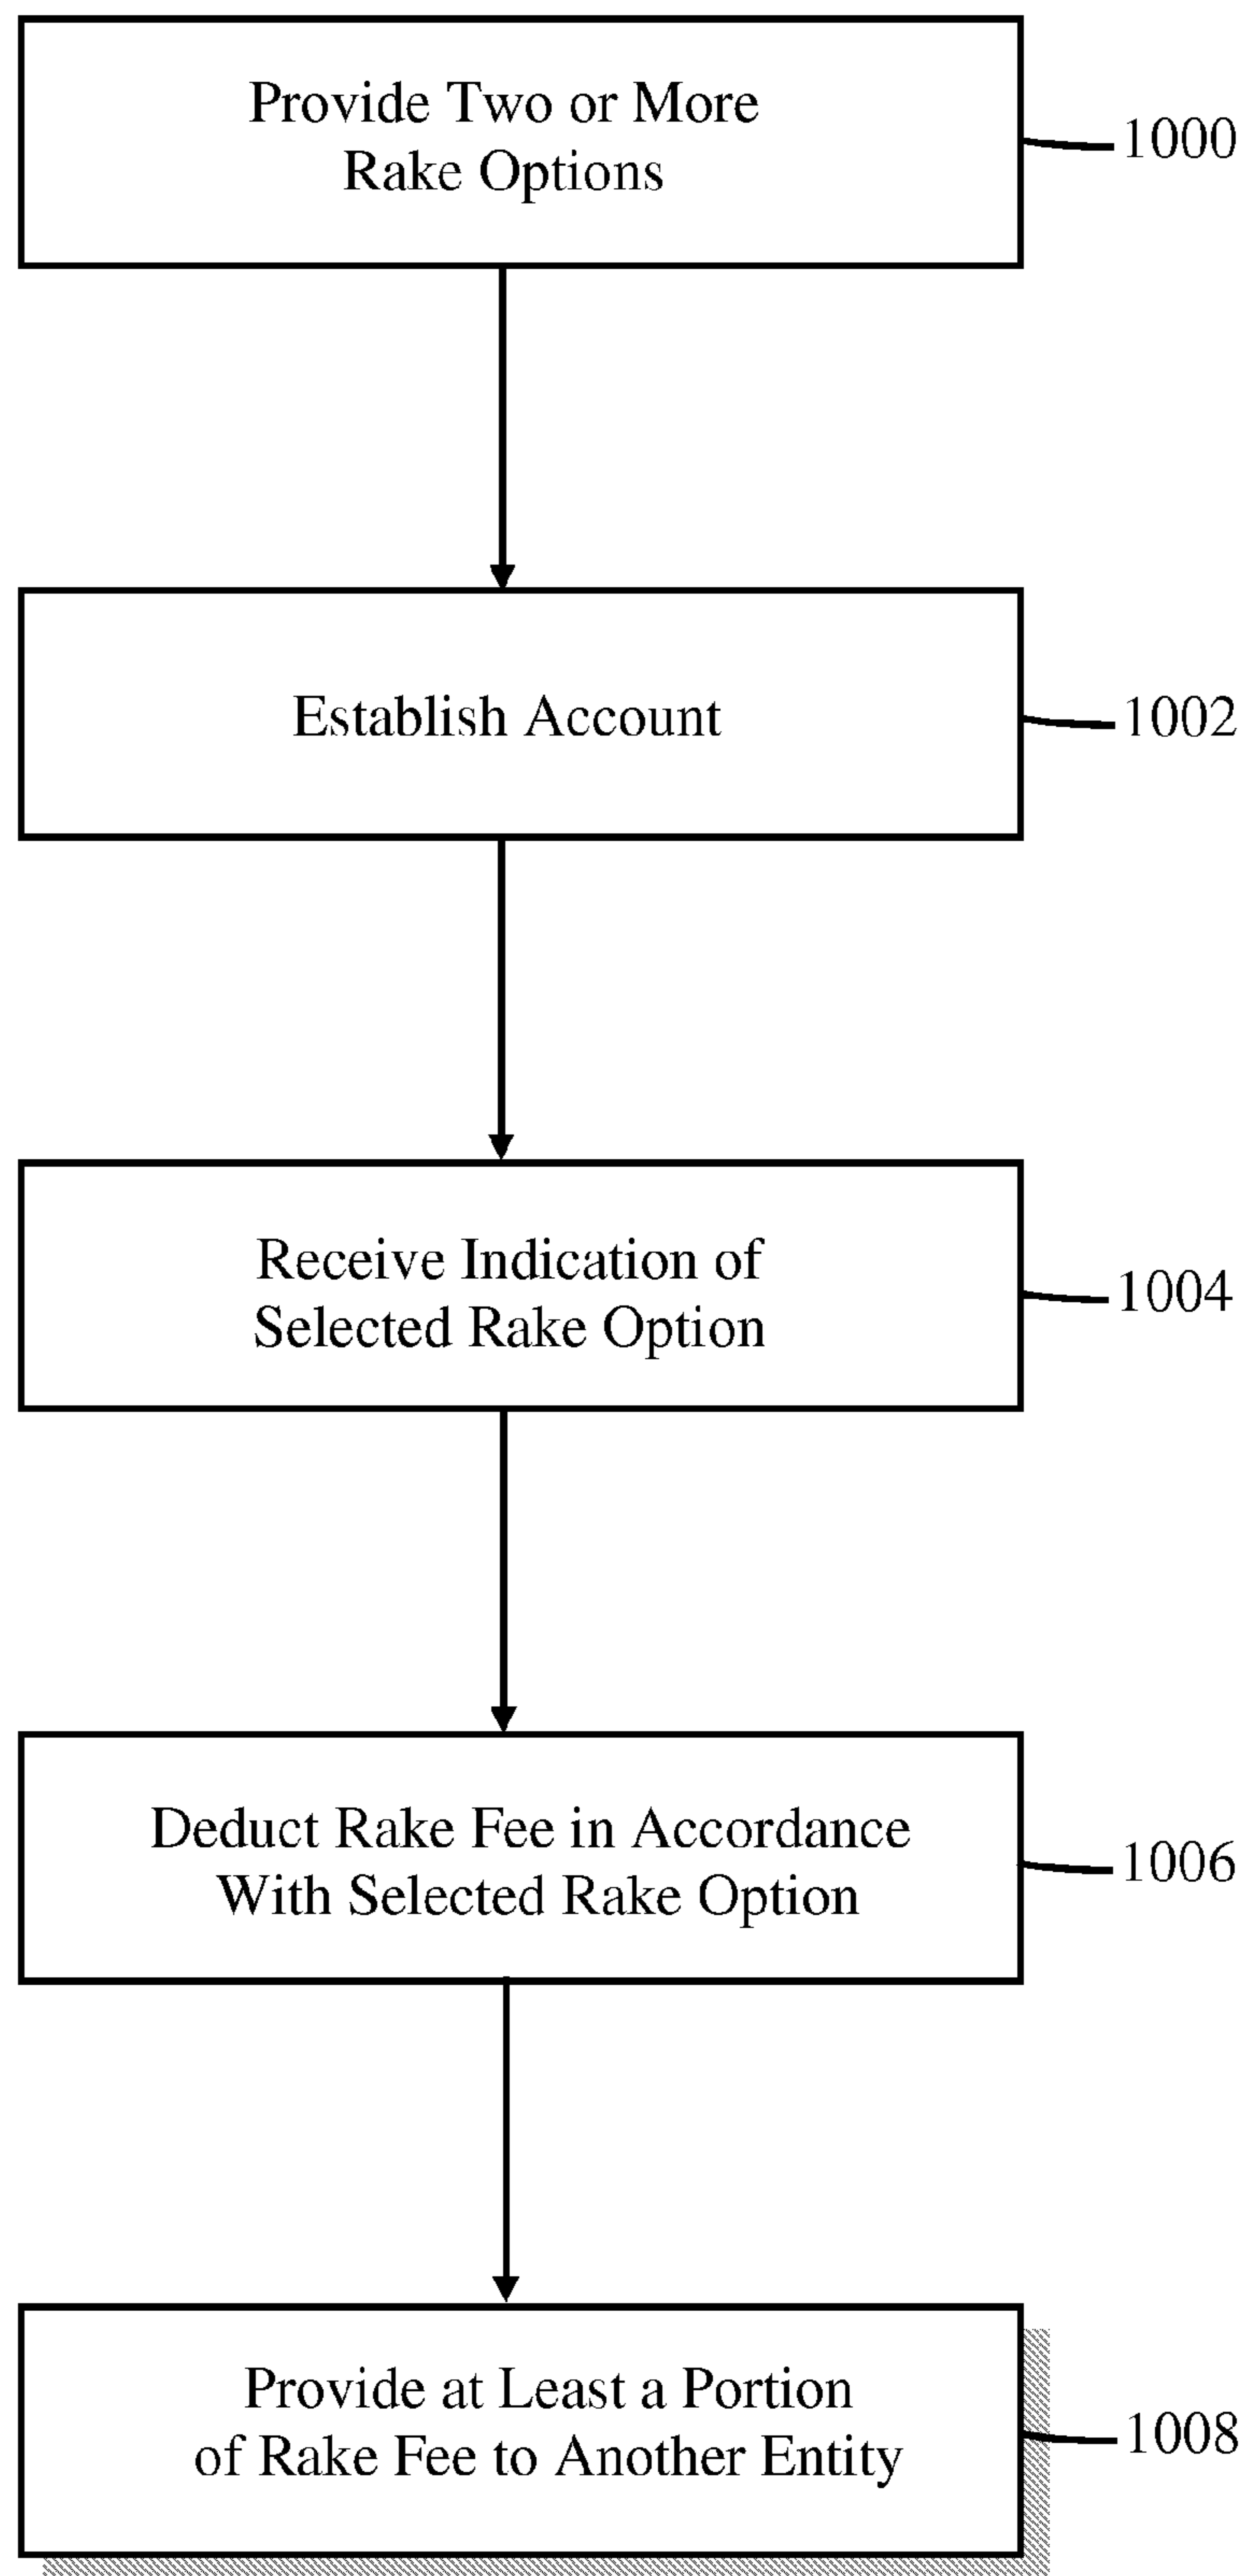 Provide Two or More
Rake Options
1000
Establish Account
1002
Receive Indication of
Selected Rake Option
1004
Deduct Rake Fee in Accordance
With Selected Rake Option
1006
Provide at Least a Portion
of Rake Fee to Another Entity
1008